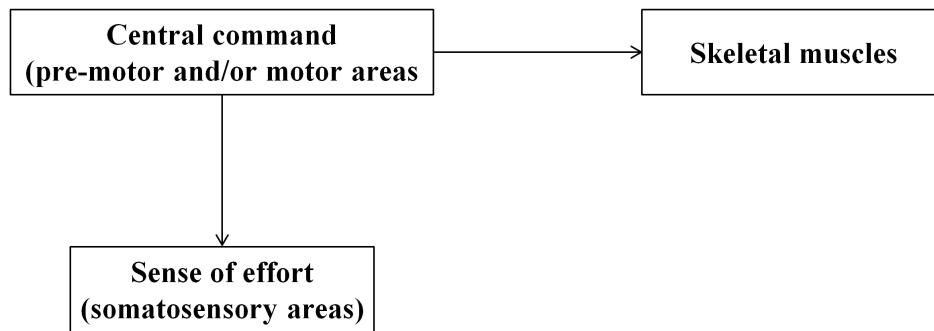 Central command
(pre-motor and/or motor areas
Skeletal muscles
Sense of effort
(somatosensory areas)